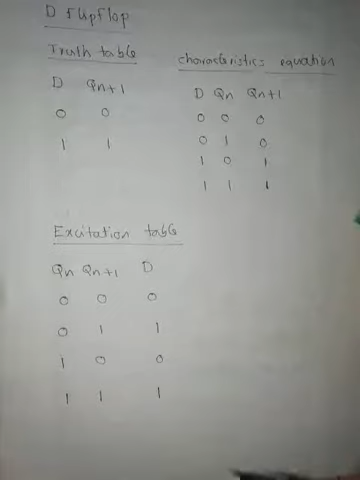 D flipflop
Truth table
D Qn+1
0 0
1 1
characteristics equation
D Qn Qn+1
0 0 0
0 1 0
1 0 1
1 1 1
Excitation table
Qn Qn+1 D
0 0 0
0 1 1
1 0 0
1 1 1